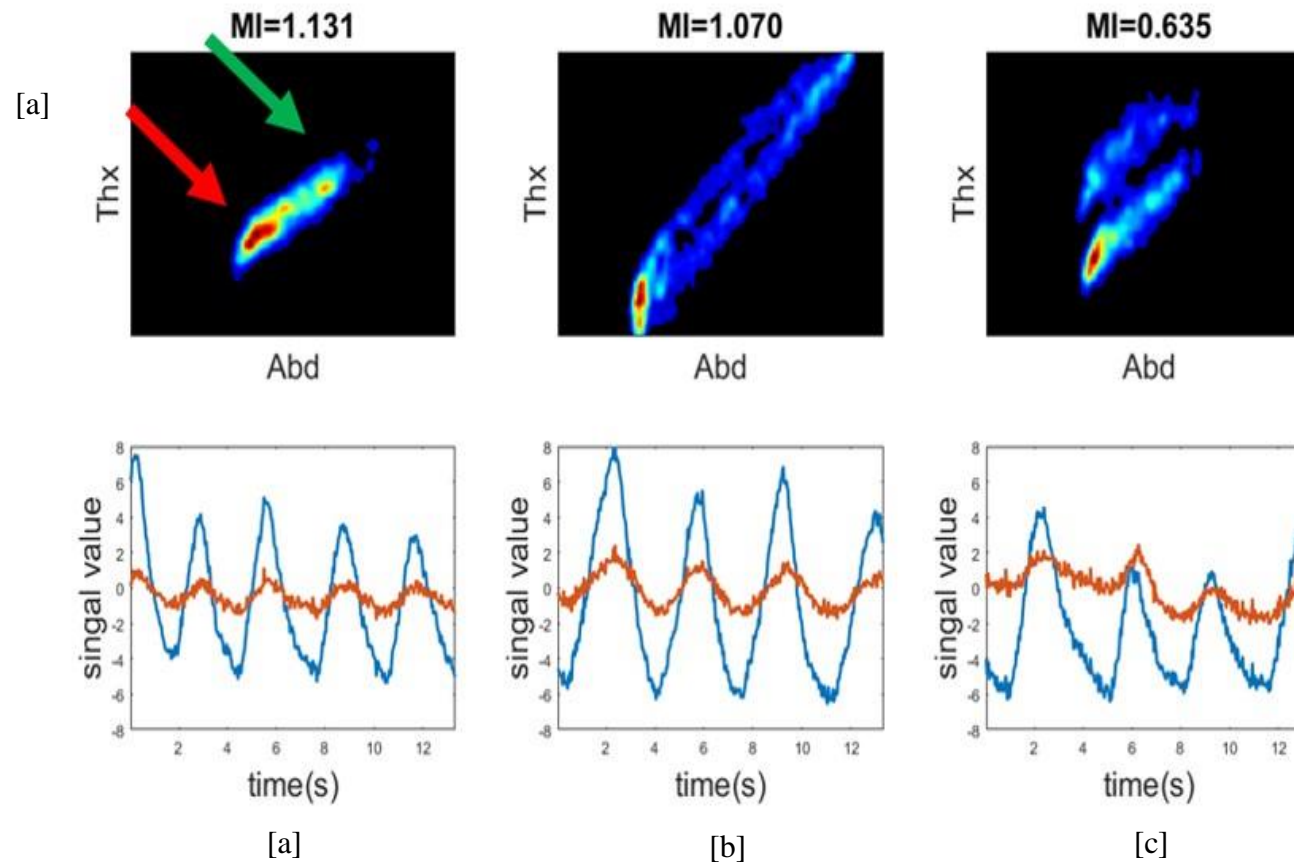 MI=1.131 MI=1.070 MI=0.635
[a]
Thx Thx Thx
Abd Abd Abd
8 6 4 2 0 -2 -4 -6 -8
singal value
2 4 6 8 10 12
time(s)
8 6 4 2 0 -2 -4 -6 -8
singal value
2 4 6 8 10 12
time(s)
8 6 4 2 0 -2 -4 -6 -8
singal value
2 4 6 8 10 12
time(s)
[a] [b] [c]